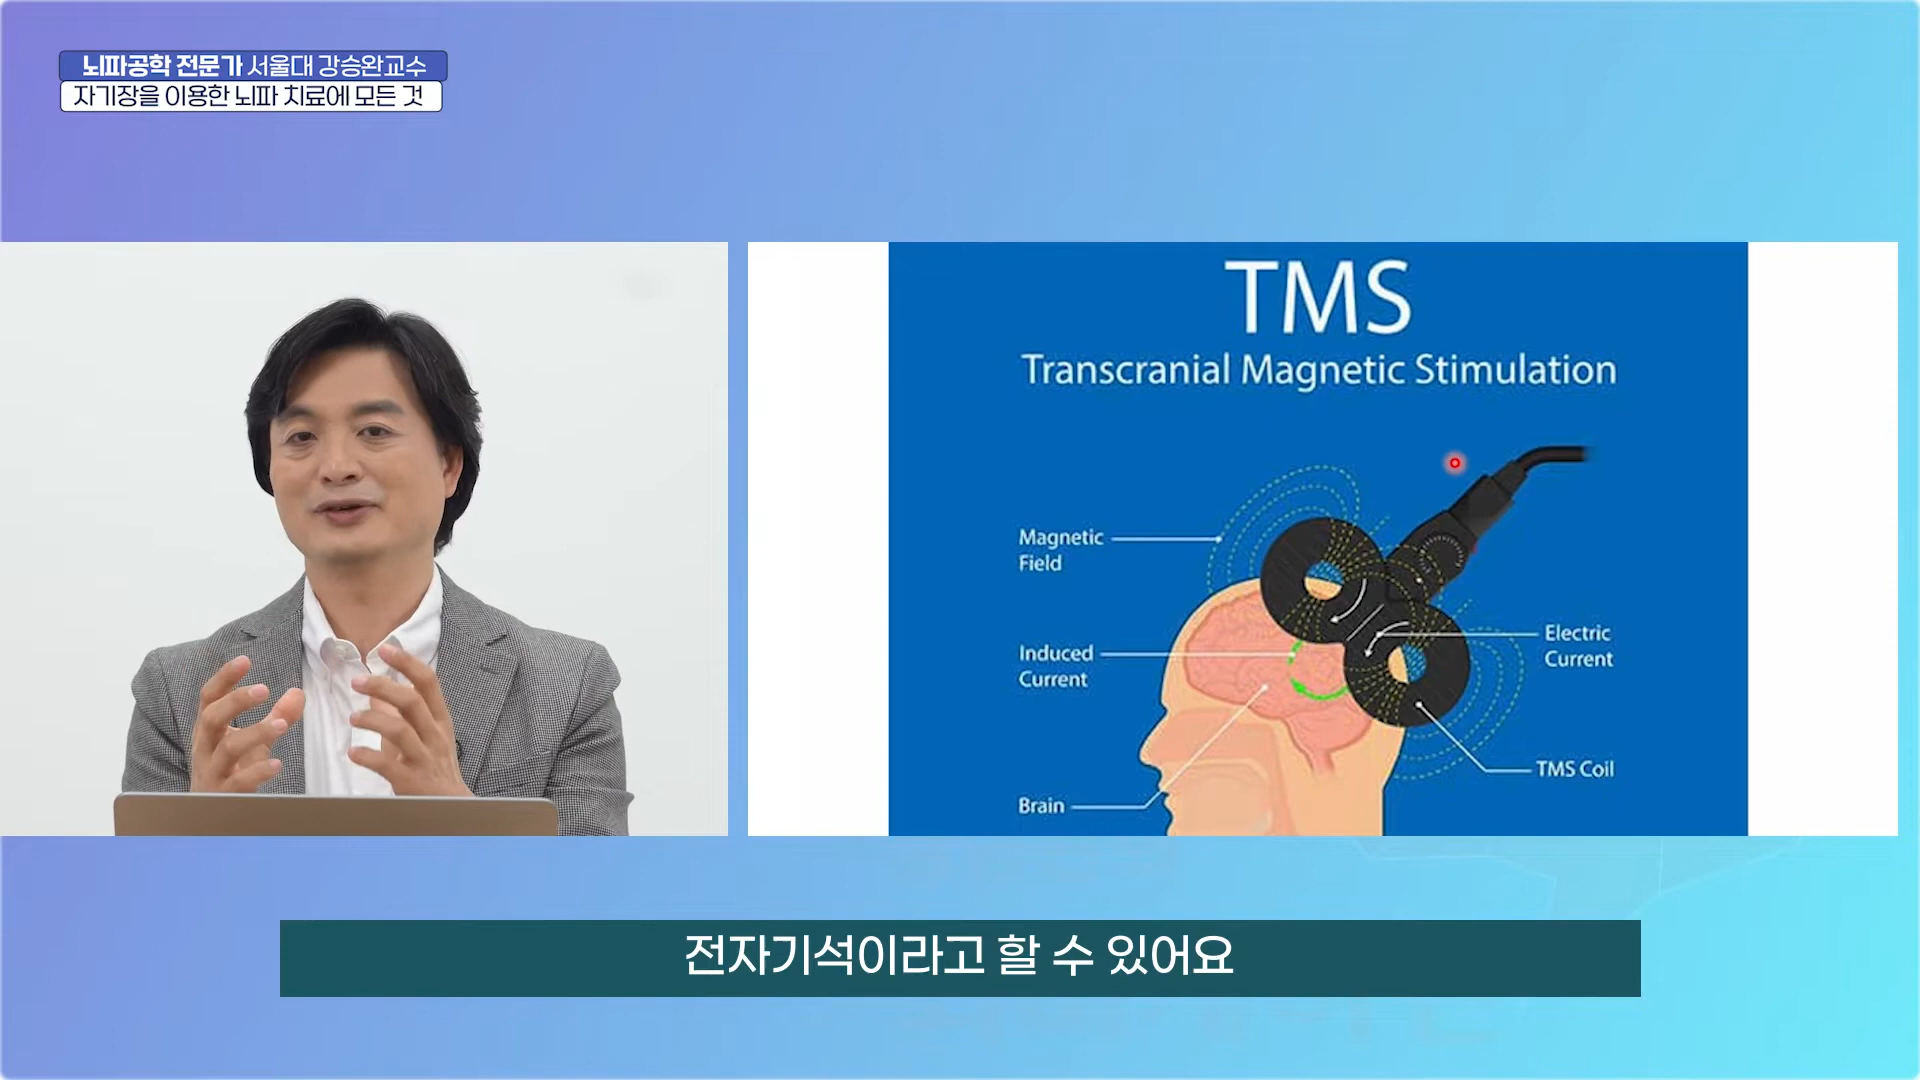 뇌파공학 전문가 서울대 강승완교수
자기장을 이용한 뇌파 치료에 모든 것
TMS
Transcranial Magnetic Stimulation
Magnetic
Field
Induced
Current
Electric
Current
TMS Coil
Brain
전자기석이라고 할 수 있어요